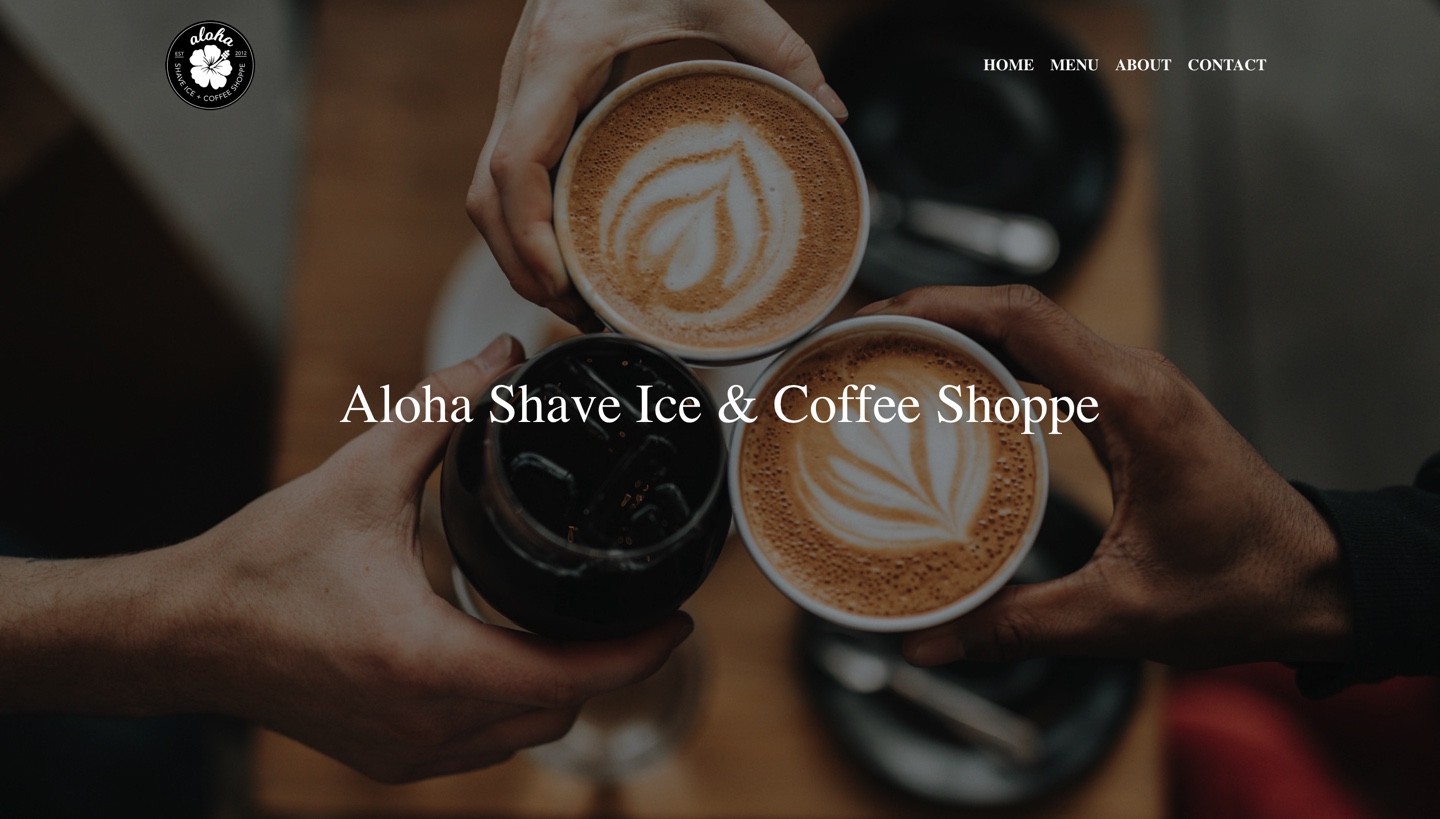 aloha
EST 2012
SHAVE ICE + COFFEE SHOPPE
HOME MENU ABOUT CONTACT
Aloha Shave Ice & Coffee Shoppe